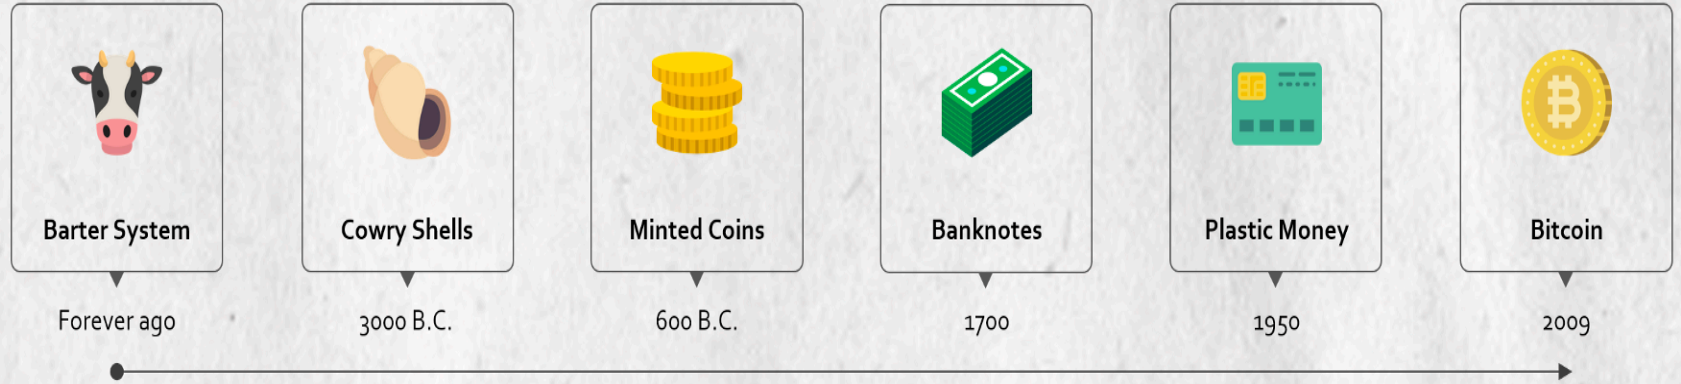 Barter System
Cowry Shells
Minted Coins
Banknotes
Plastic Money
Bitcoin
Forever ago
3000 B.C.
600 B.C.
1700
1950
2009